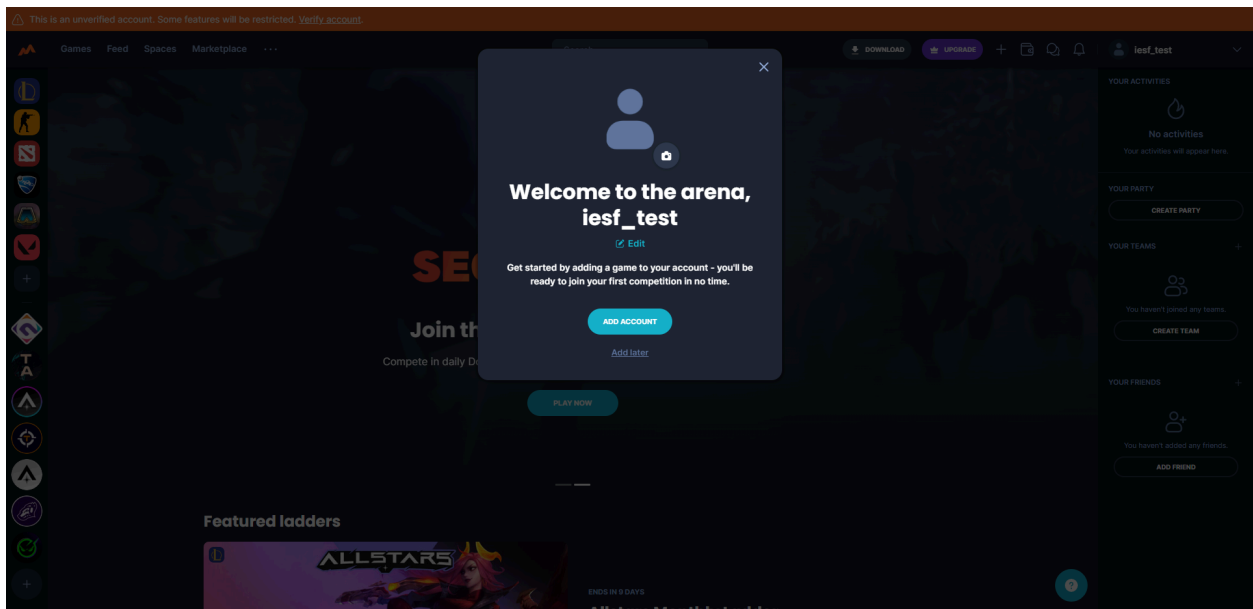 This is an unverified account. Some features will be restricted. Verify account.
Games Feed Spaces Marketplace ···
DOWNLOAD
UPGRADE
iesf_test
Welcome to the arena,
iesf_test
Edit
Get started by adding a game to your account - you'll be
ready to join your first competition in no time.
ADD ACCOUNT
Add later
SE
Join th
Compete in daily D
PLAY NOW
Featured ladders
ALLSTARS
ENDS IN 9 DAYS
YOUR ACTIVITIES
No activities
Your activities will appear here.
YOUR PARTY
CREATE PARTY
YOUR TEAMS
You haven't joined any teams.
CREATE TEAM
YOUR FRIENDS
You haven't added any friends.
ADD FRIEND